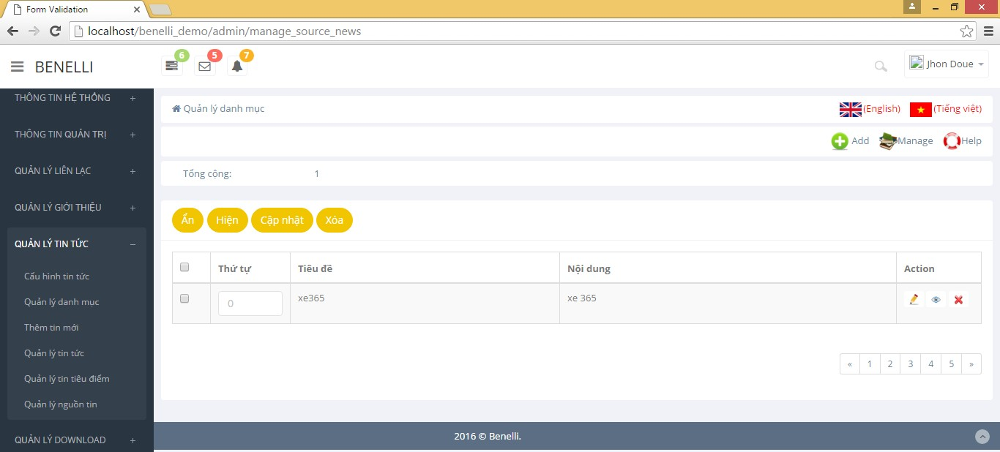 Form Validation
localhost/benelli_demo/admin/manage_source_news
BENELLI
6 5 7
Jhon Doue
THÔNG TIN HỆ THỐNG +
THÔNG TIN QUẢN TRỊ +
QUẢN LÝ LIÊN LẠC +
QUẢN LÝ GIỚI THIỆU +
QUẢN LÝ TIN TỨC –
Cấu hình tin tức
Quản lý danh mục
Thêm tin mới
Quản lý tin tức
Quản lý tin tiêu điểm
Quản lý nguồn tin
QUẢN LÝ DOWNLOAD +
Quản lý danh mục
(English) (Tiếng việt)
Add Manage Help
Tổng cộng: 1
Ẩn Hiện Cập nhật Xóa
Thứ tự Tiêu đề Nội dung Action
0 xe365 xe 365
« 1 2 3 4 5 »
2016 © Benelli.